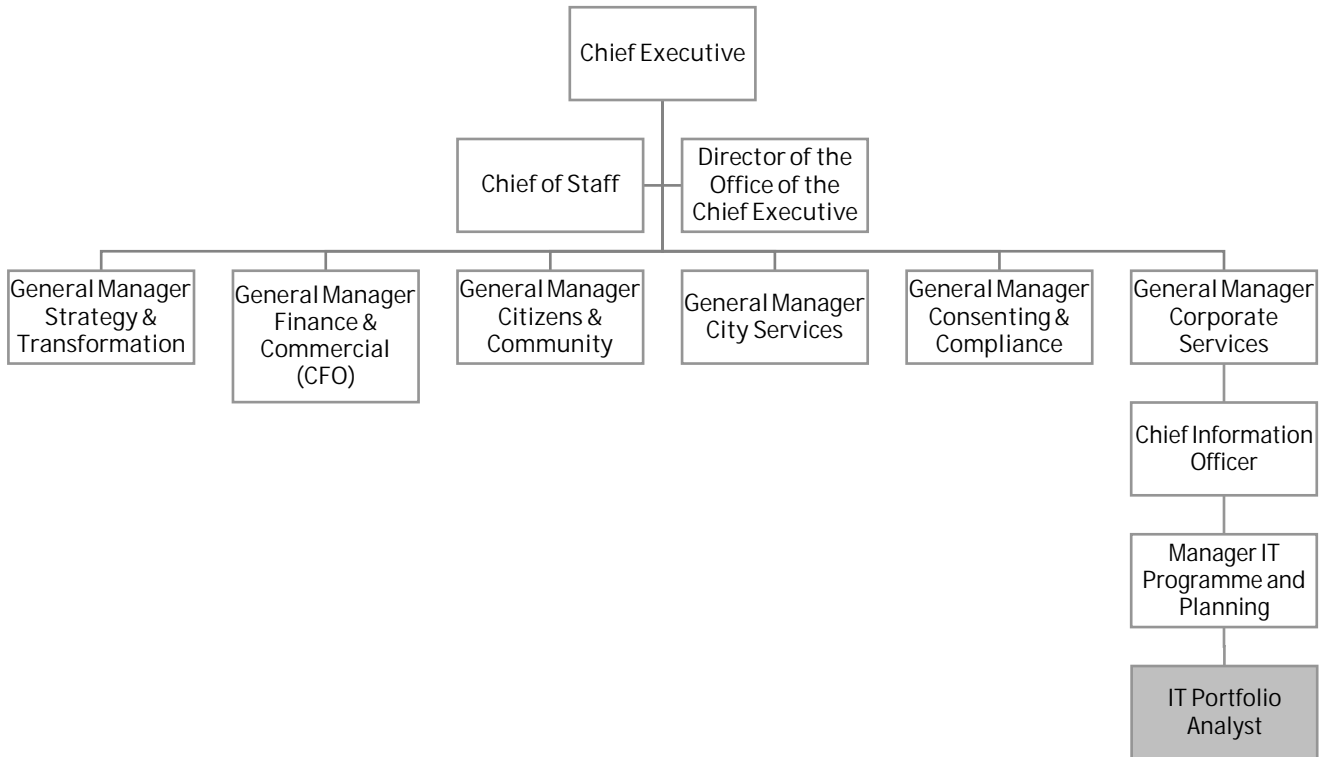 Chief Executive
Chief of Staff
Director of the
Office of the
Chief Executive
General Manager
Strategy &
Transformation
General Manager
Finance &
Commercial
(CFO)
General Manager
Citizens &
Community
General Manager
City Services
General Manager
Consenting &
Compliance
General Manager
Corporate
Services
Chief Information
Officer
Manager IT
Programme and
Planning
IT Portfolio
Analyst